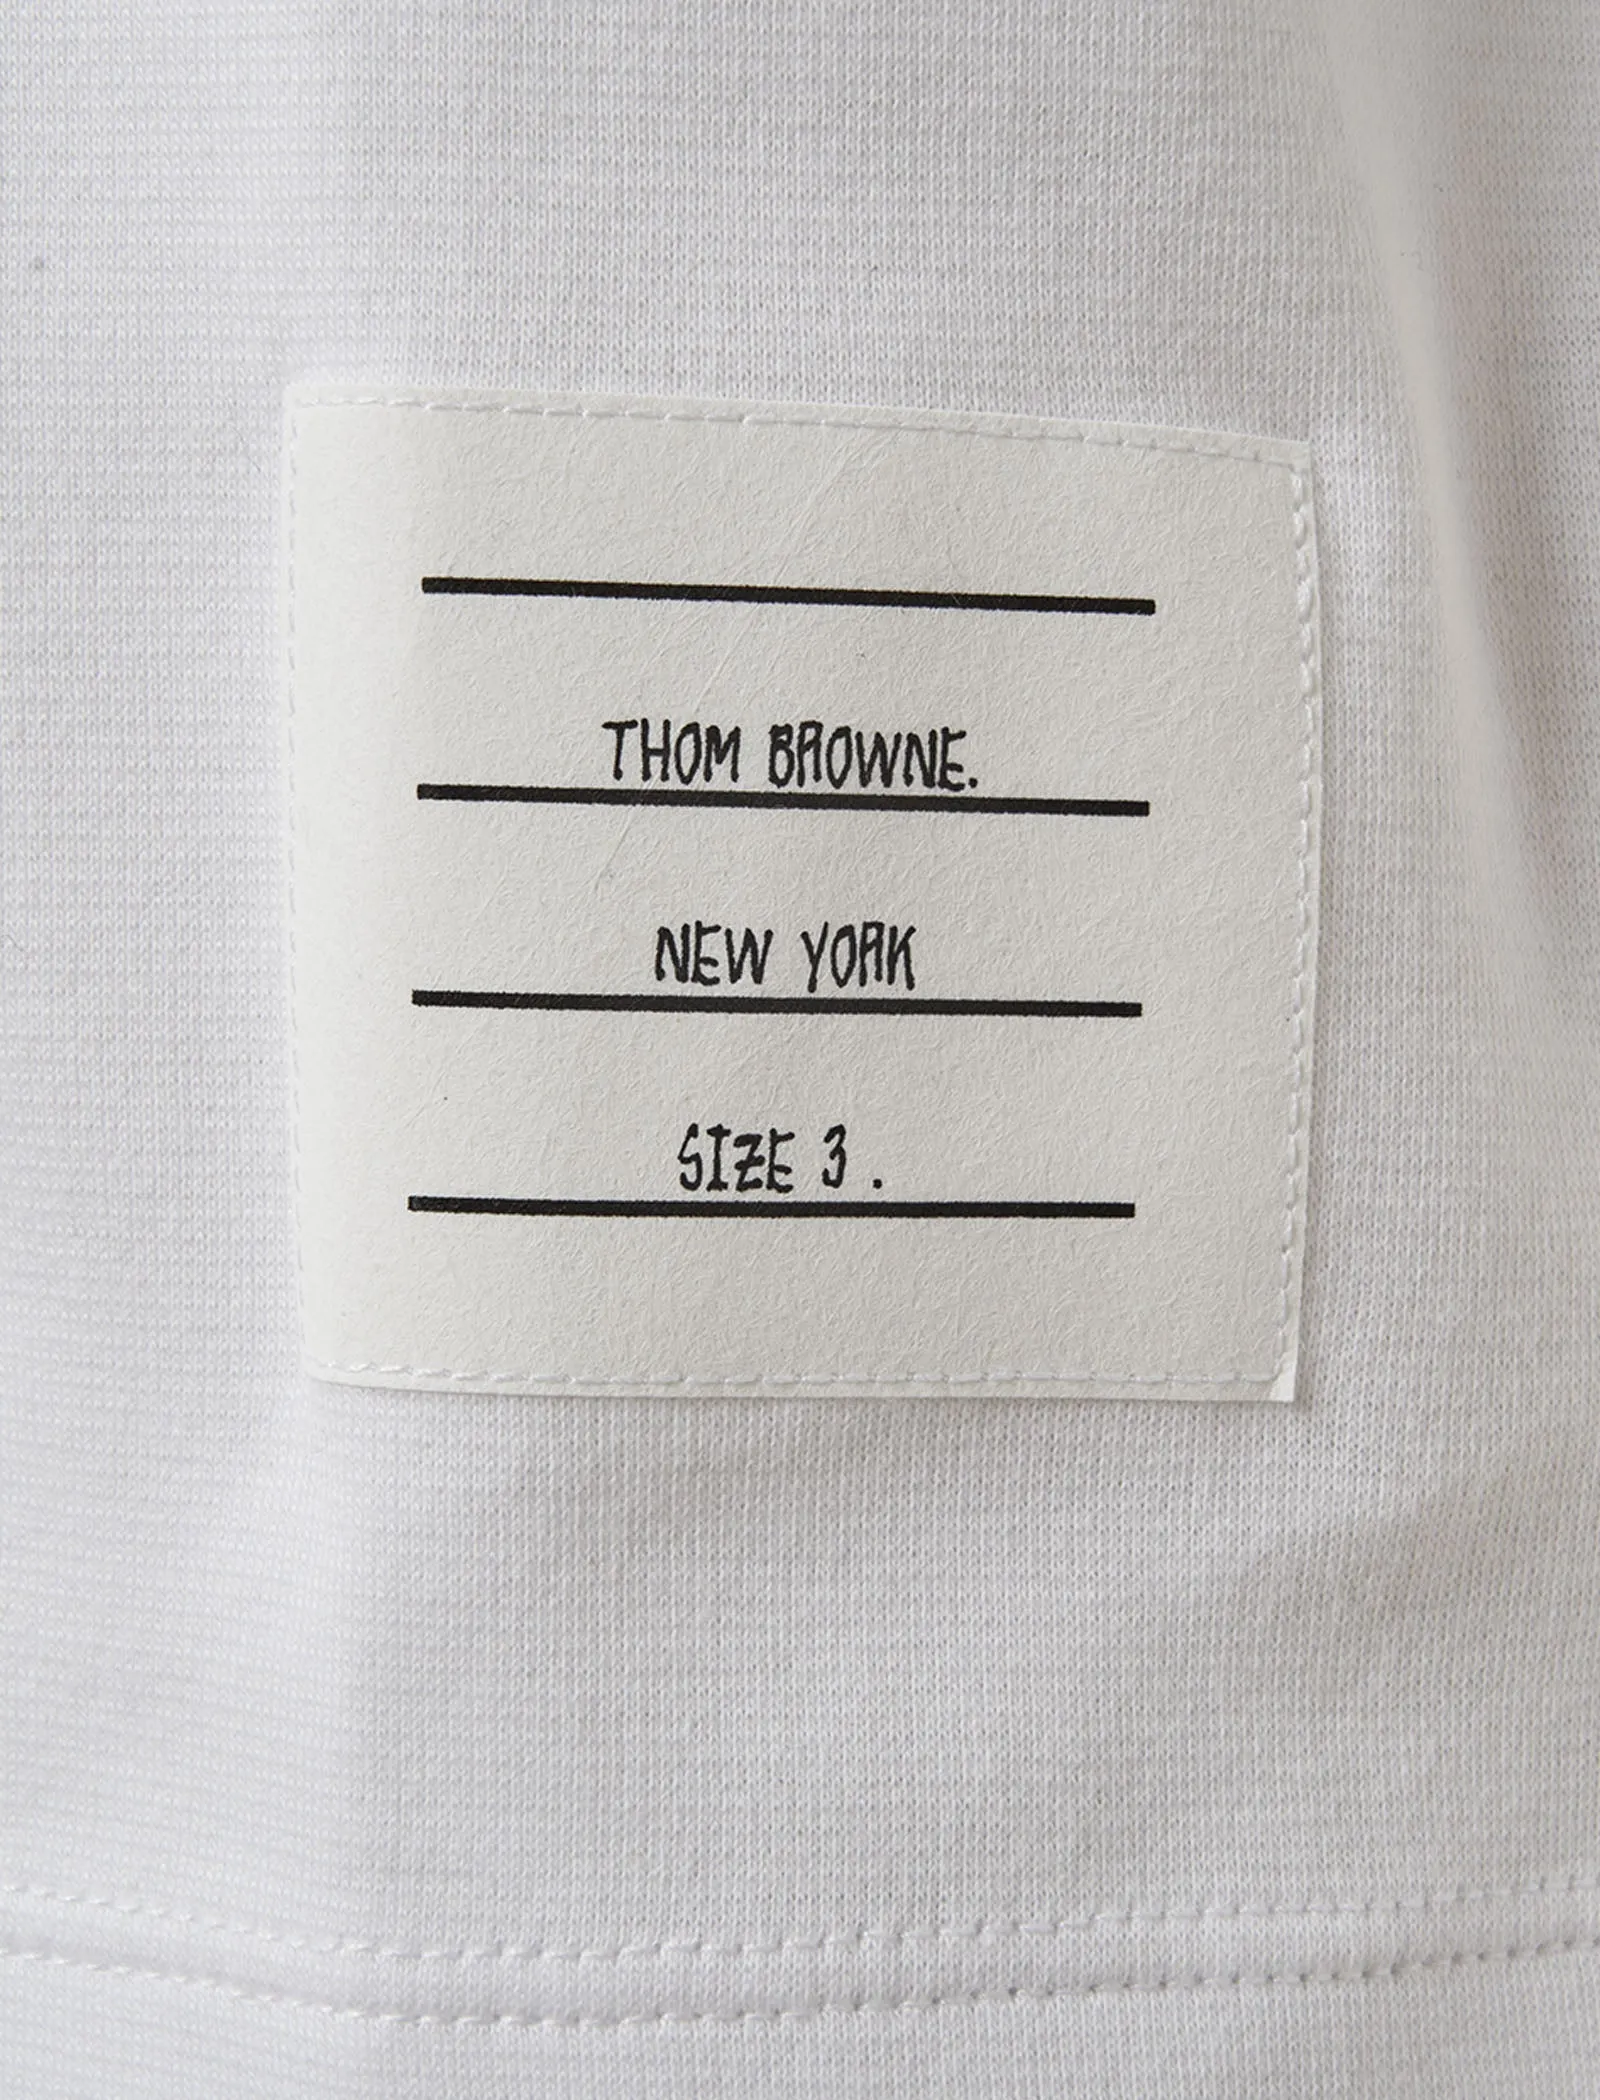 THOM BROWNE.
NEW YORK
SIZE 3 .